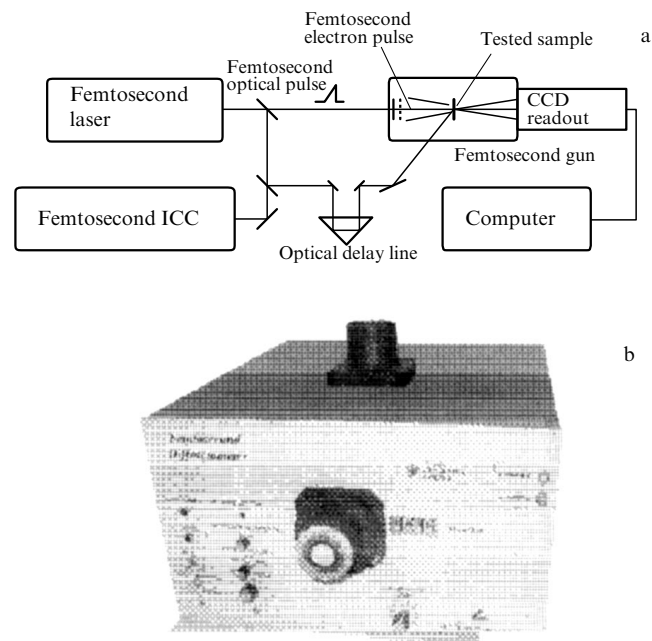 Femtosecond
electron pulse
Tested sample
a
Femtosecond
optical pulse
Femtosecond
laser
CCD
readout
Femtosecond gun
Femtosecond ICC
Computer
Optical delay line
b